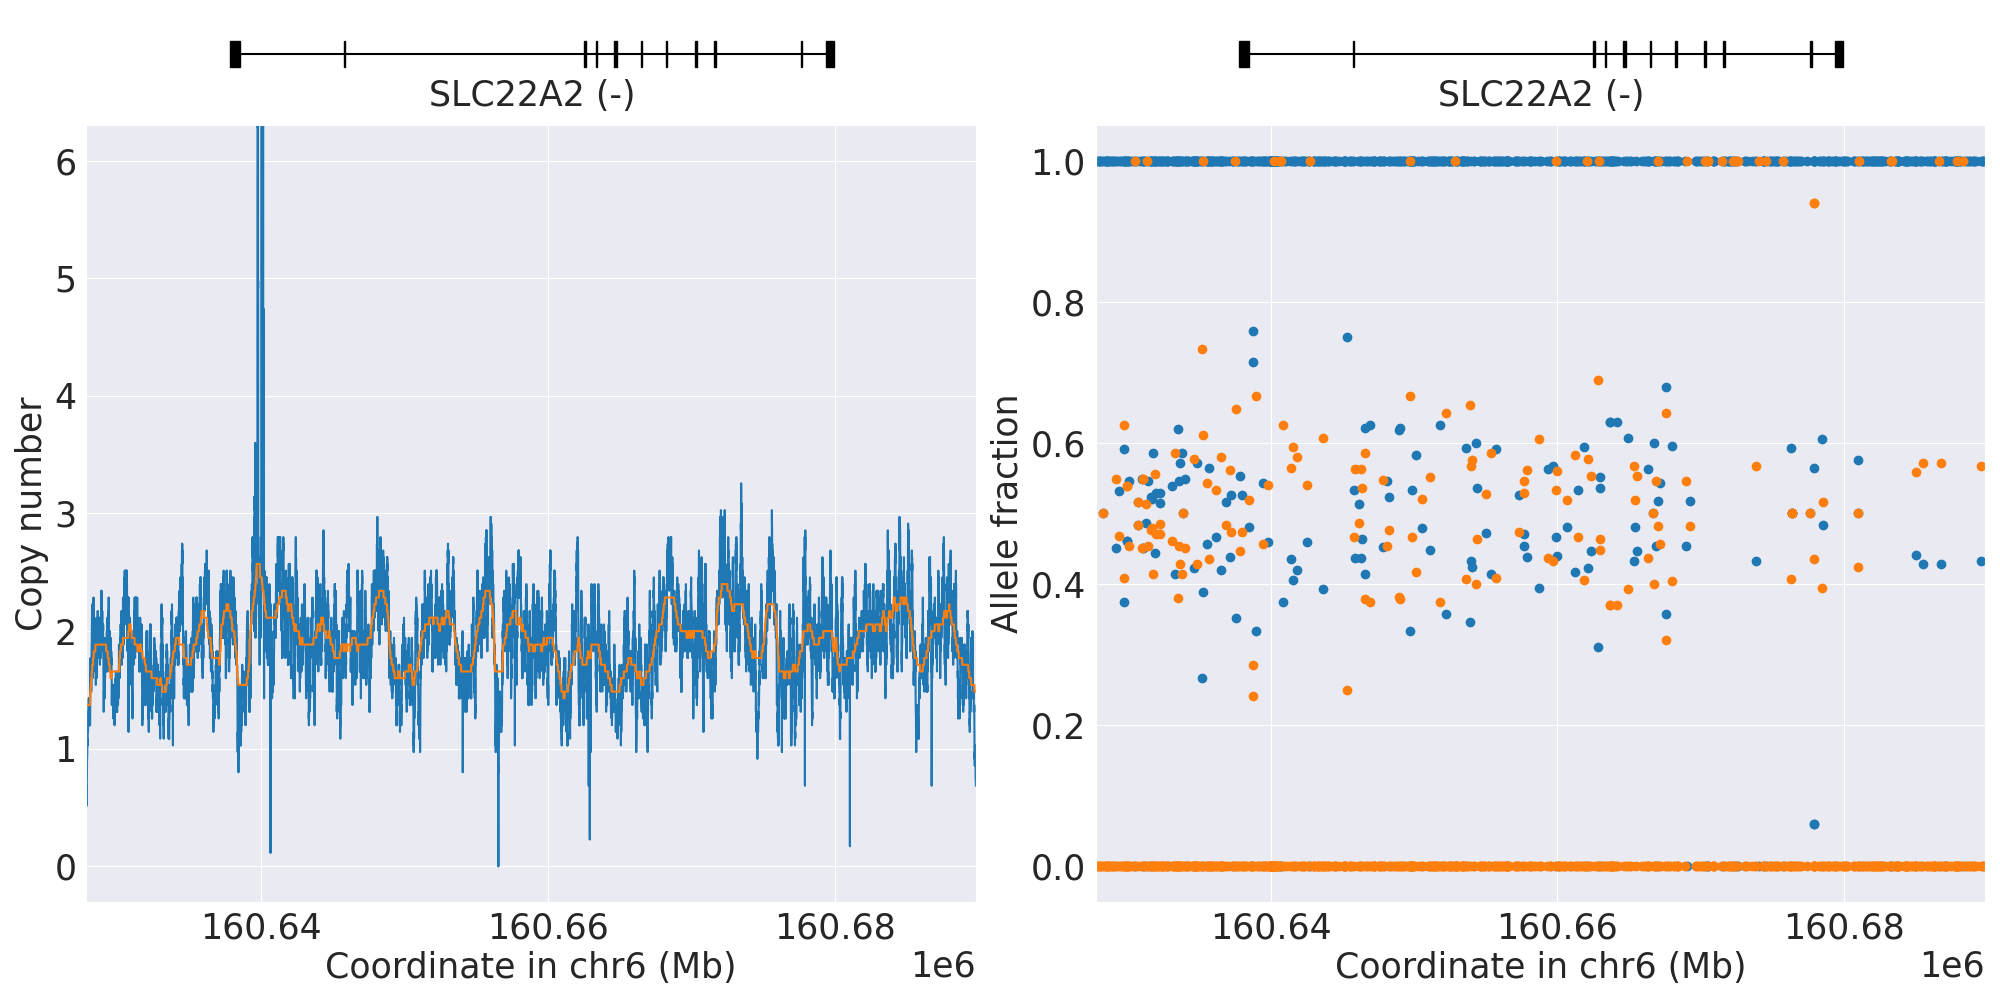 SLC22A2 (-)
6
5
4
3
2
1
0
Copy number
160.64
160.66
160.68
Coordinate in chr6 (Mb)
1e6
SLC22A2 (-)
1.0
0.8
0.6
0.4
0.2
0.0
Allele fraction
160.64
160.66
160.68
Coordinate in chr6 (Mb)
1e6